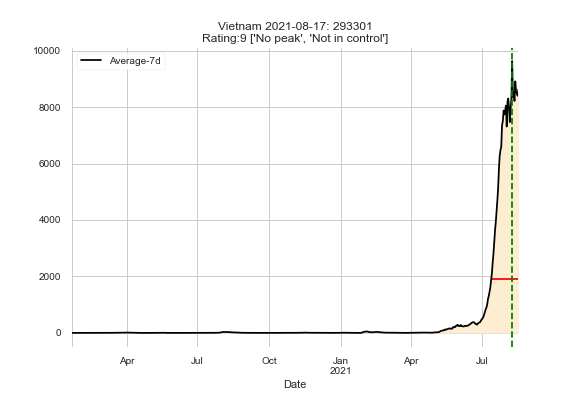 Vietnam 2021-08-17: 293301
Rating:9 ['No peak', 'Not in control']
Average-7d
10000
8000
6000
4000
2000
0
Apr Jul Oct Jan Apr Jul
2021
Date